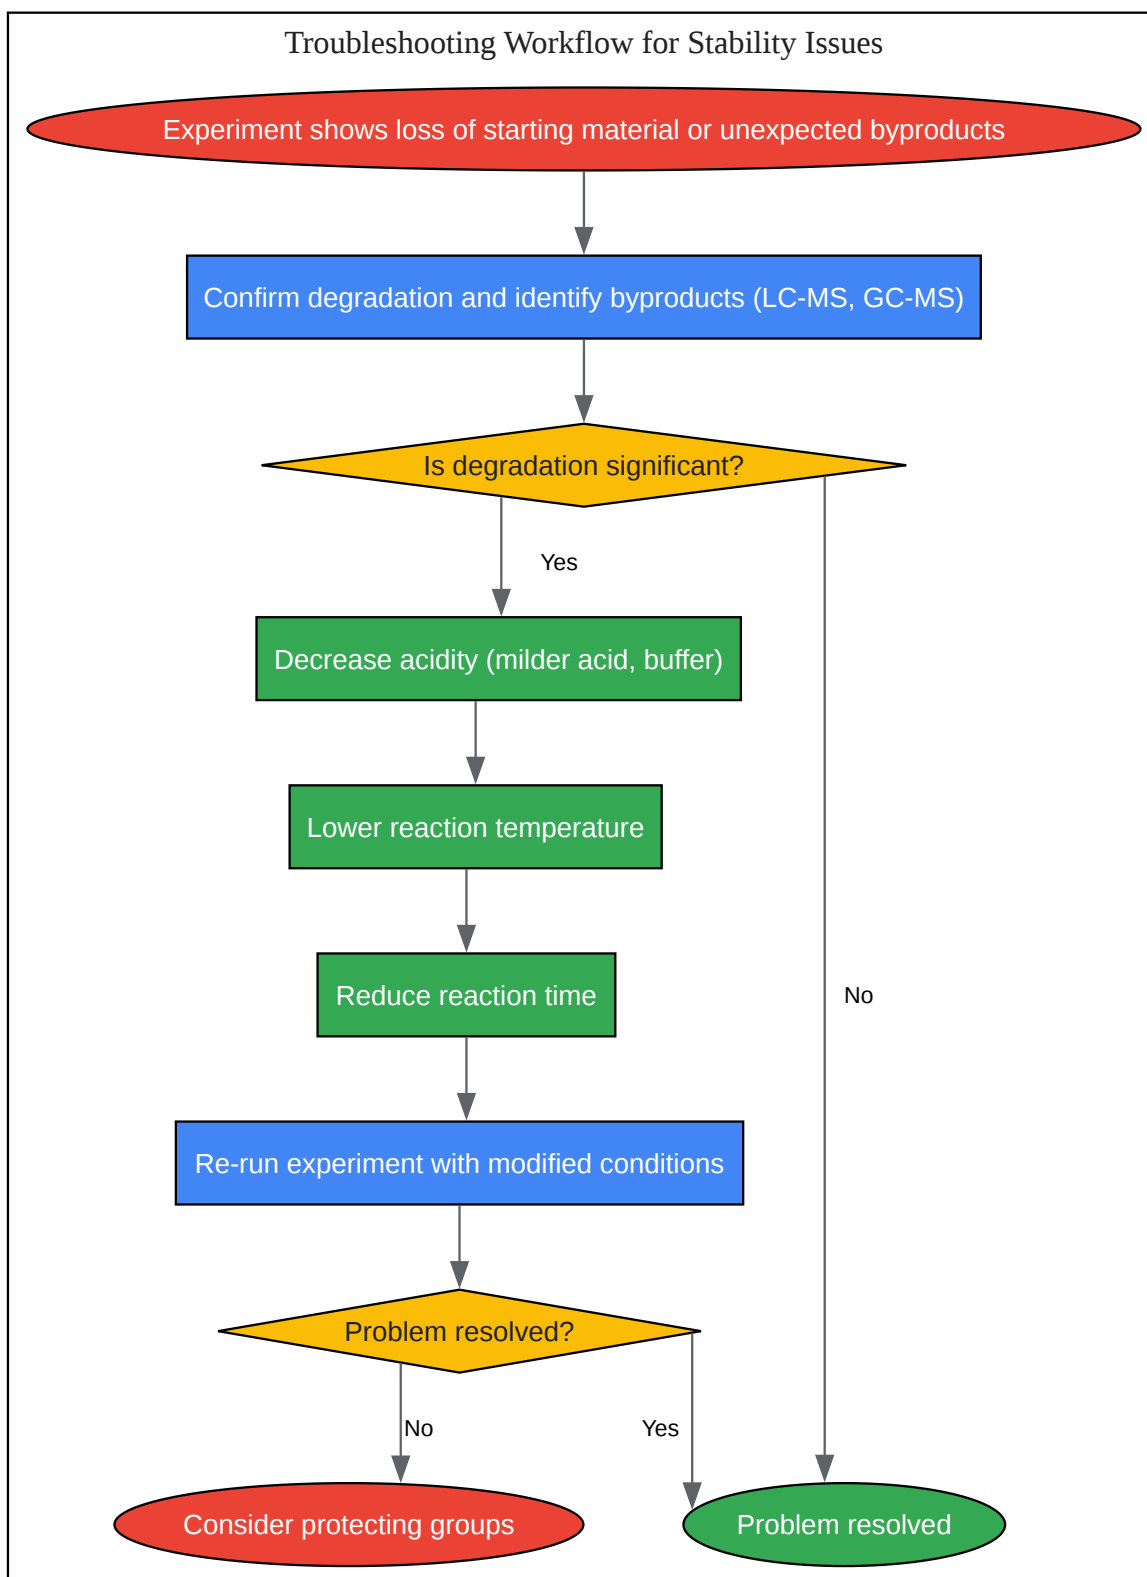 Troubleshooting Workflow for Stability Issues
Experiment shows loss of starting material or unexpected byproducts
Confirm degradation and identify byproducts (LC-MS, GC-MS)
Is degradation significant?
Yes
Decrease acidity (milder acid, buffer)
Lower reaction temperature
Reduce reaction time
No
Re-run experiment with modified conditions
Problem resolved?
No
Yes
Consider protecting groups
Problem resolved